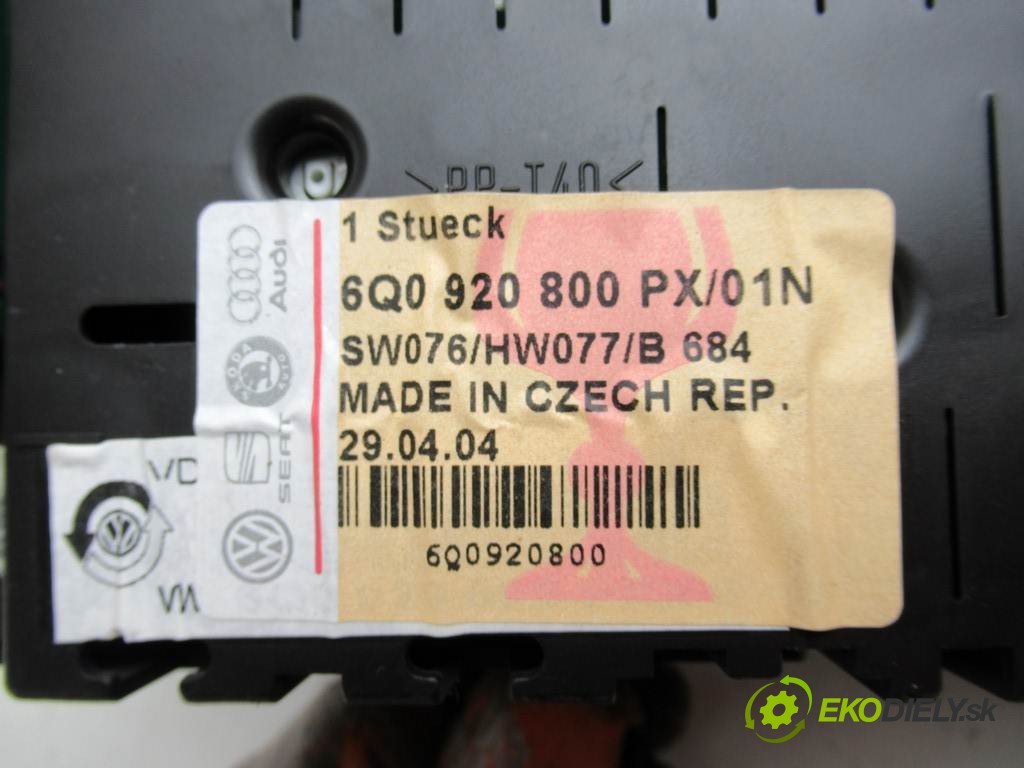 >PP-T40<
1 Stueck
6Q0 920 800 PX/01N
SW076/HW077/B 684
MADE IN CZECH REP.
29.04.04
6Q0920800
Audi
SKODA
SEAT
EKODIELY.sk